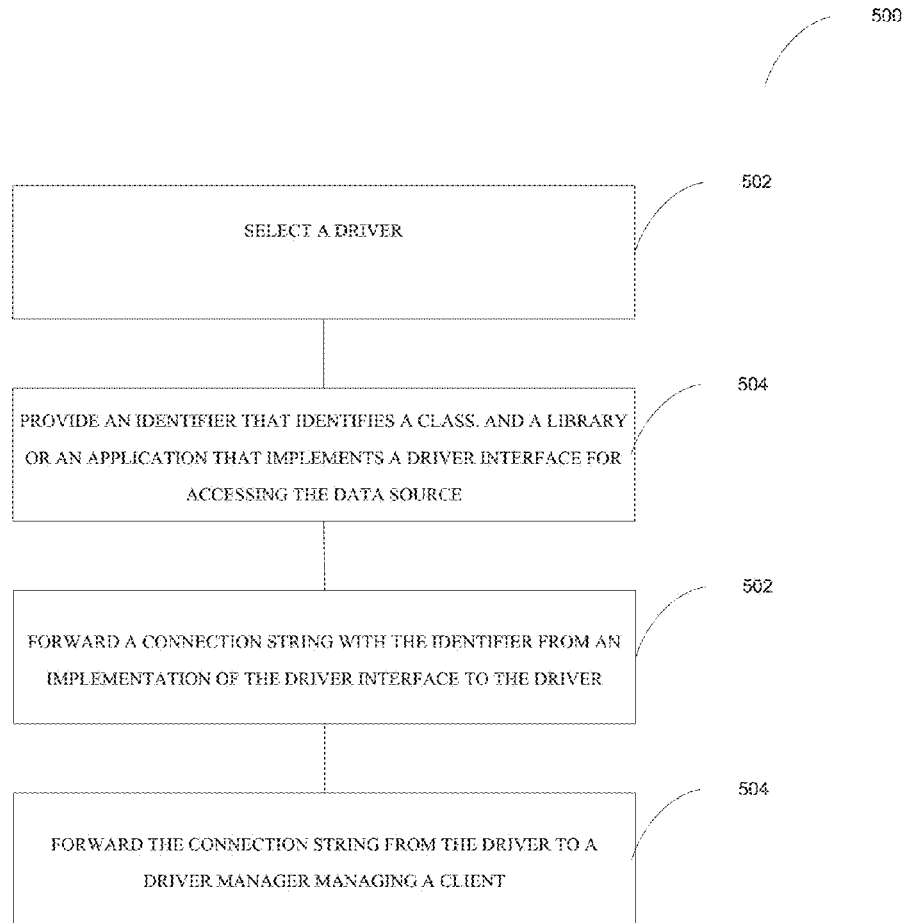 500
502
SELECT A DRIVER
504
PROVIDE AN IDENTIFIER THAT IDENTIFIES A CLASS, AND A LIBRARY
OR AN APPLICATION THAT IMPLEMENTS A DRIVER INTERFACE FOR
ACCESSING THE DATA SOURCE
502
FORWARD A CONNECTION STRING WITH THE IDENTIFIER FROM AN
IMPLEMENTATION OF THE DRIVER INTERFACE TO THE DRIVER
504
FORWARD THE CONNECTION STRING FROM THE DRIVER TO A
DRIVER MANAGER MANAGING A CLIENT